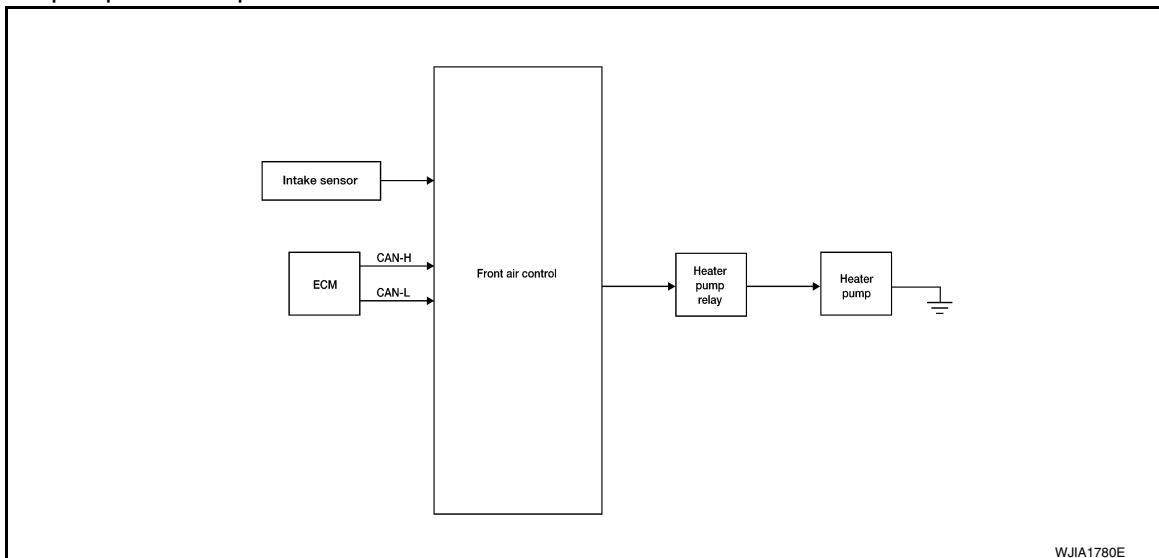 Intake sensor
ECM
CAN-H
CAN-L
Front air control
Heater
pump
relay
Heater
pump
WJIA1780E